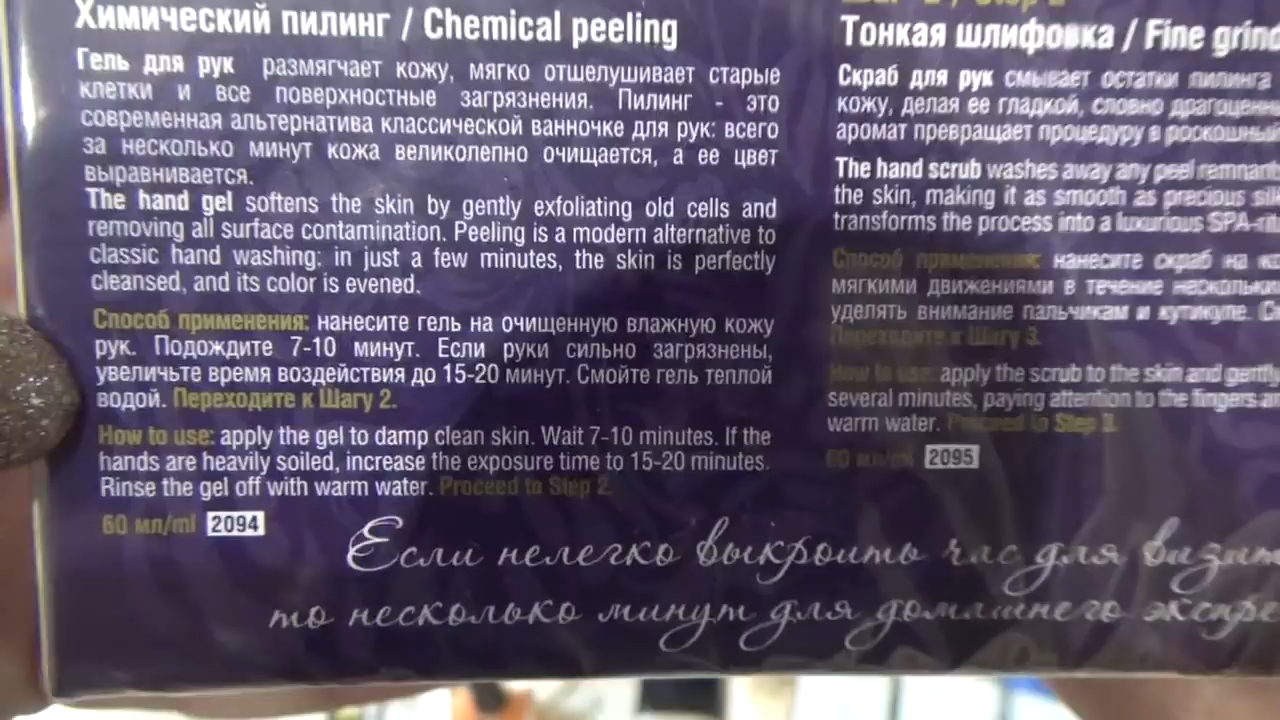 Химический пилинг / Chemical peeling
Гель для рук размягчает кожу, мягко отшелушивает старые
клетки и все поверхностные загрязнения. Пилинг - это
современная альтернатива классической ванночке для рук: всего
за несколько минут кожа великолепно очищается, а ее цвет
выравнивается.
The hand gel softens the skin by gently exfoliating old cells and
removing all surface contamination. Peeling is a modern alternative to
classic hand washing: in just a few minutes, the skin is perfectly
cleansed, and its color is evened.
Способ применения: нанесите гель на очищенную влажную кожу
рук. Подождите 7-10 минут. Если руки сильно загрязнены,
увеличьте время воздействия до 15-20 минут. Смойте гель теплой
водой. Переходите к Шагу 2.
How to use: apply the gel to damp clean skin. Wait 7-10 minutes. If the
hands are heavily soiled, increase the exposure time to 15-20 minutes.
Rinse the gel off with warm water. Proceed to Step 2.
60 мл/ml 2094
Тонкая шлифовка / Fine grind
Скраб для рук смывает остатки пилинга
кожу, делая ее гладкой, словно
аромат превращает процедуру в
The hand scrub washes away any peel
the skin, making it as smooth as precious
transforms the process into a luxurious
Способ применения: нанесите скраб на
мягкими движениями в течение
уделять внимание пальчикам и кутикуле.
Переходите к Шагу 3.
How to use: apply the scrub to the skin and gently
several minutes, paying attention to the fingers
warm water. Proceed to Step 3.
60 мл/ml 2095
Если нелегко выкроить час для
то несколько минут для домашнего